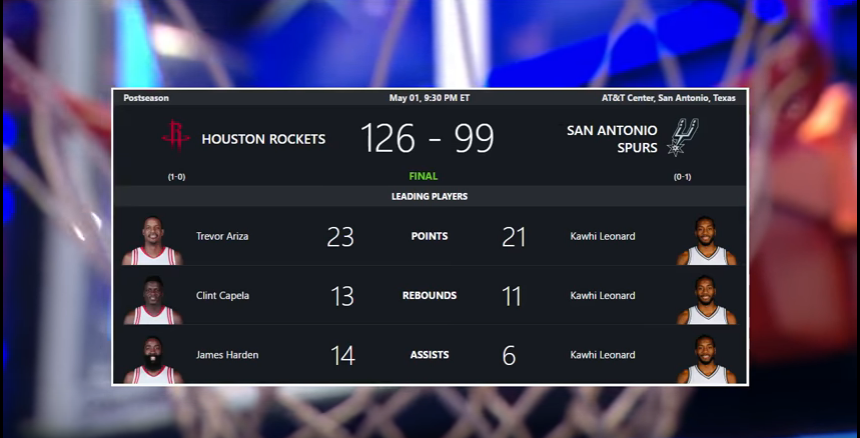 Postseason May 01, 9:30 PM ET AT&T Center, San Antonio, Texas
HOUSTON ROCKETS 126 - 99 SAN ANTONIO
SPURS
(1-0) FINAL (0-1)
LEADING PLAYERS
Trevor Ariza 23 POINTS 21 Kawhi Leonard
Clint Capela 13 REBOUNDS 11 Kawhi Leonard
James Harden 14 ASSISTS 6 Kawhi Leonard